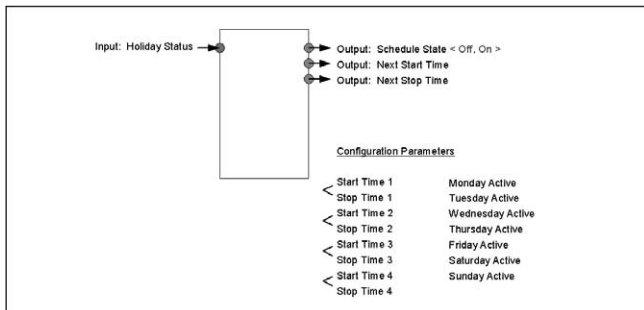 Input: Holiday Status
Output: Schedule State < Off, On >
Output: Next Start Time
Output: Next Stop Time
Configuration Parameters
Start Time 1 Monday Active
Stop Time 1 Tuesday Active
Start Time 2 Wednesday Active
Stop Time 2 Thursday Active
Start Time 3 Friday Active
Stop Time 3 Saturday Active
Start Time 4 Sunday Active
Stop Time 4